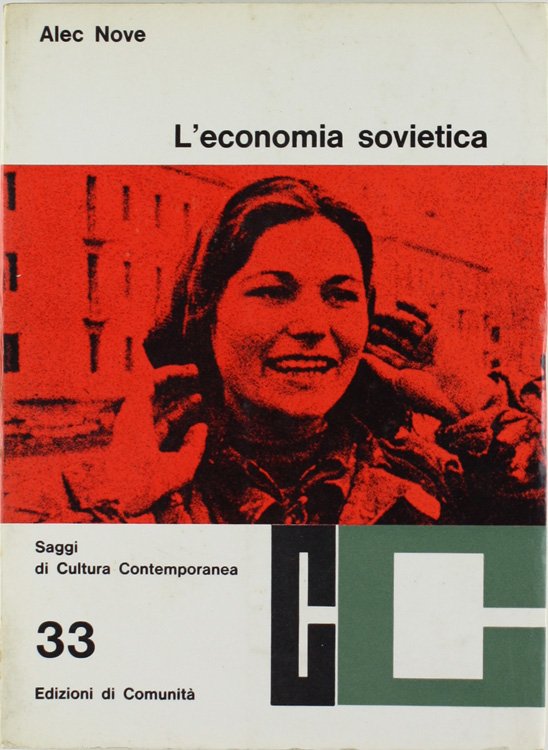 Alec Nove
L'economia sovietica
Saggi
di Cultura Contemporanea
33
Edizioni di Comunità